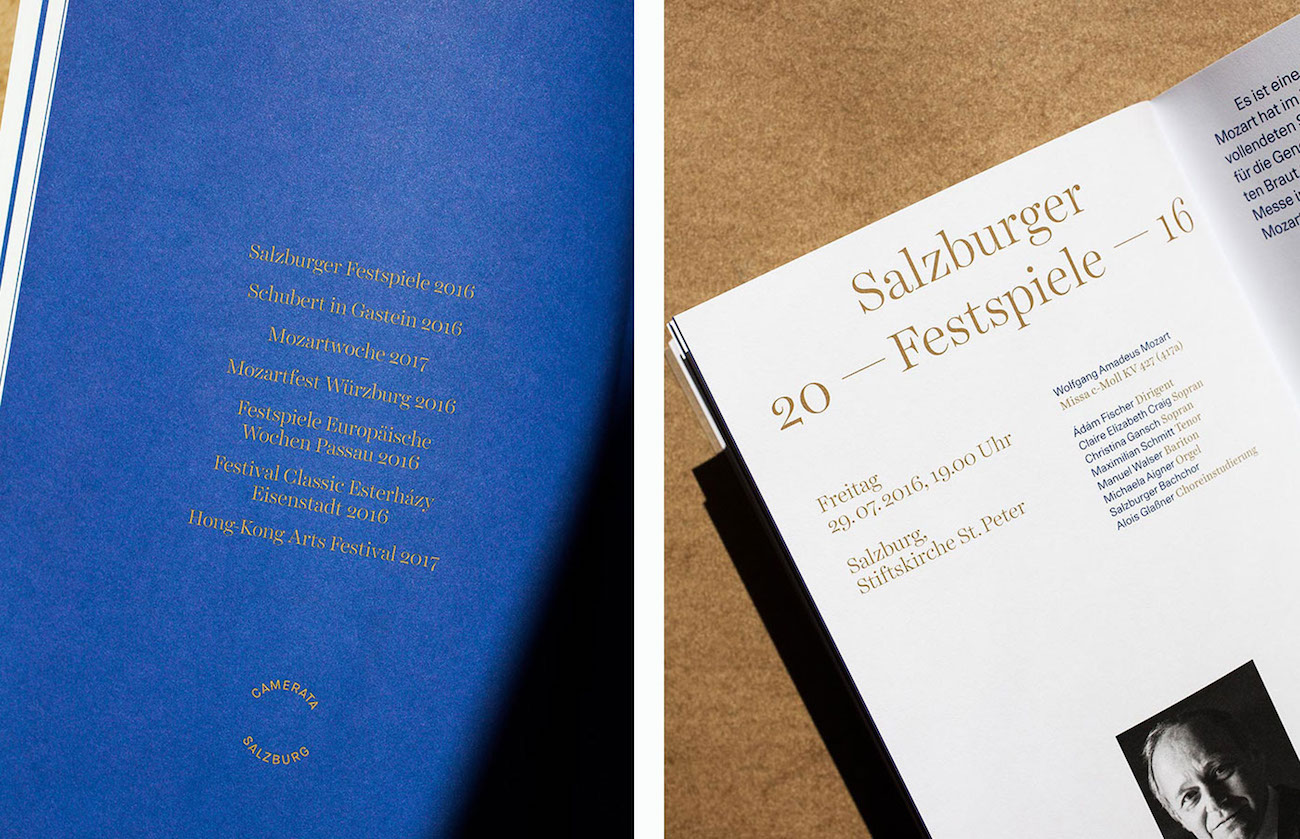 Salzburger Festspiele 2016
Schubert in Gastein 2016
Mozartwoche 2017
Mozartfest Würzburg 2016
Festspiele Europäische
Wochen Passau 2016
Festival Classic Esterházy
Eisenstadt 2016
Hong-Kong Arts Festival 2017
CAMERATA
SALZBURG
Salzburger
20 — Festspiele — 16
Freitag
29.07.2016, 19.00 Uhr
Salzburg,
Stiftskirche St. Peter
Wolfgang Amadeus Mozart
Missa c-Moll KV 427 (417a)
Ádám Fischer Dirigent
Claire Elizabeth Craig Sopran
Christina Gansch Sopran
Maximilian Schmitt Tenor
Manuel Walser Bariton
Michaela Aigner Orgel
Salzburger Bachchor
Alois Glaßner Choreinstudierung
Es ist eine
Mozart hat im
vollendeten
für die
ten Braut
Messe
Mozar